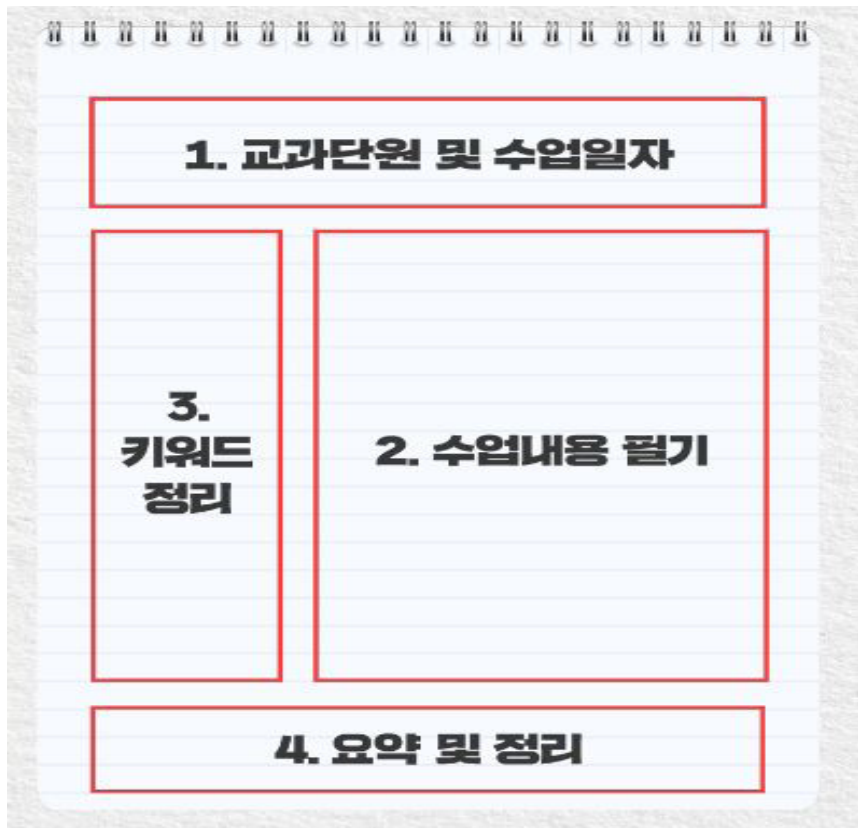 1. 교과단원 및 수업일자
3.
키워드
정리
2. 수업내용 필기
4. 요약 및 정리